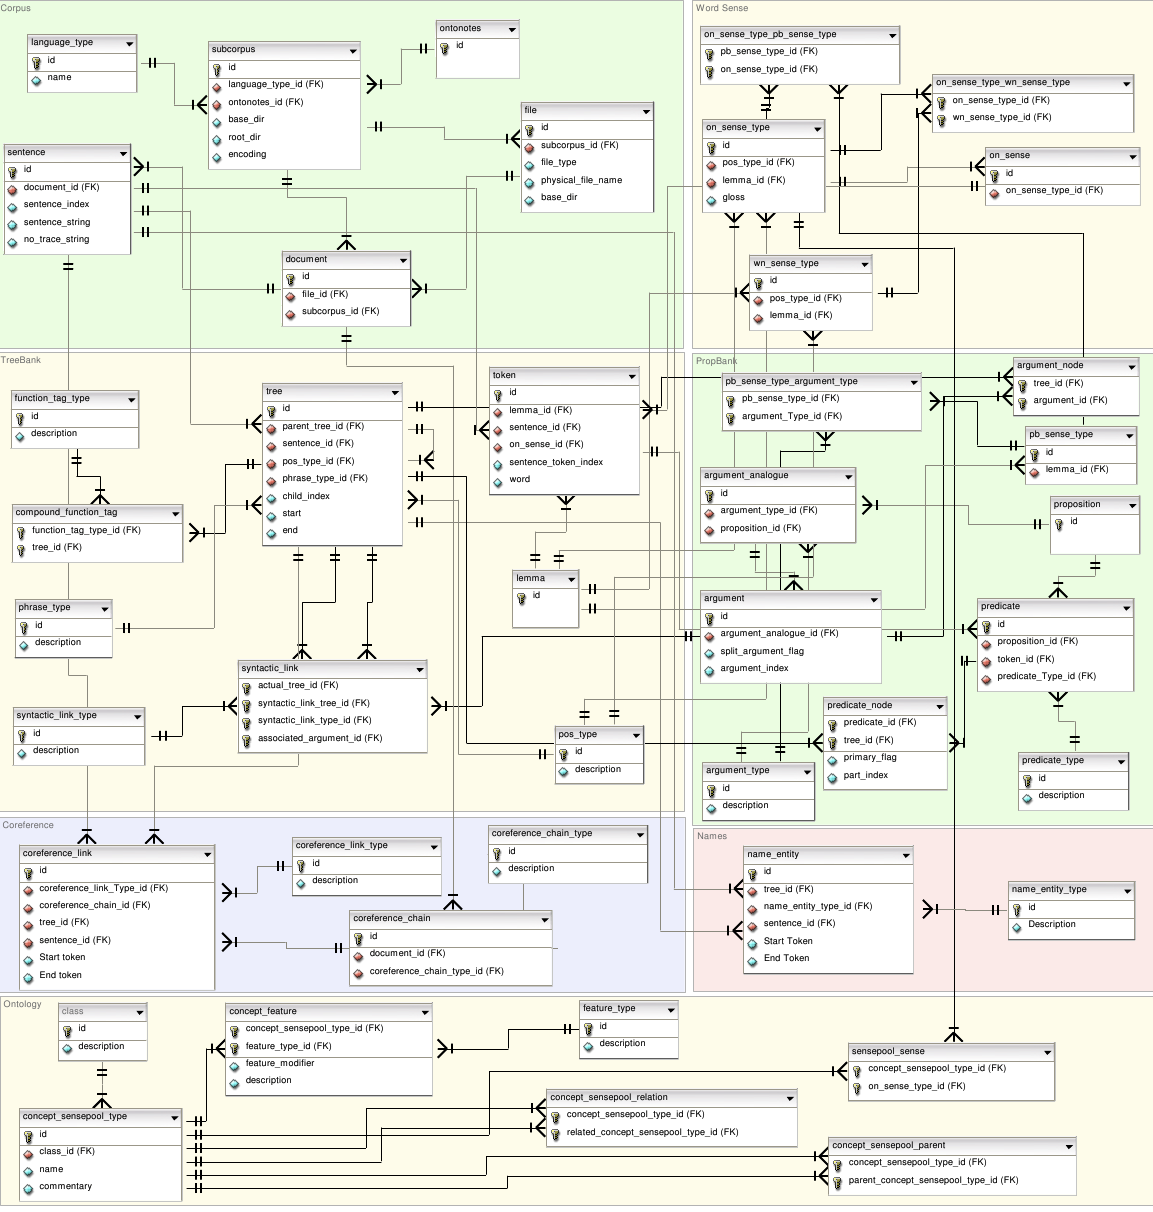 Corpus
language_type
id
name
subcorpus
id
language_type_id (FK)
ontonotes_id (FK)
base_dir
root_dir
encoding
ontonotes
id
file
id
subcorpus_id (FK)
file_type
physical_file_name
base_dir
sentence
id
document_id (FK)
sentence_index
sentence_string
no_trace_string
document
id
file_id (FK)
subcorpus_id (FK)
Word Sense
on_sense_type_pb_sense_type
pb_sense_type_id (FK)
on_sense_type_id (FK)
on_sense_type_wn_sense_type
on_sense_type_id (FK)
wn_sense_type_id (FK)
on_sense_type
id
pos_type_id (FK)
lemma_id (FK)
gloss
on_sense
id
on_sense_type_id (FK)
wn_sense_type
id
pos_type_id (FK)
lemma_id (FK)
TreeBank
function_tag_type
id
description
tree
id
parent_tree_id (FK)
sentence_id (FK)
pos_type_id (FK)
phrase_type_id (FK)
child_index
start
end
token
id
lemma_id (FK)
sentence_id (FK)
on_sense_id (FK)
sentence_token_index
word
compound_function_tag
function_tag_type_id (FK)
tree_id (FK)
lemma
id
phrase_type
id
description
syntactic_link
actual_tree_id (FK)
syntactic_link_tree_id (FK)
syntactic_link_type_id (FK)
associated_argument_id (FK)
syntactic_link_type
id
description
pos_type
id
description
PropBank
pb_sense_type_argument_type
pb_sense_type_id (FK)
argument_Type_id (FK)
argument_node
tree_id (FK)
argument_id (FK)
pb_sense_type
id
lemma_id (FK)
argument_analogue
id
argument_type_id (FK)
proposition_id (FK)
proposition
id
argument
id
argument_analogue_id (FK)
split_argument_flag
argument_index
predicate
id
proposition_id (FK)
token_id (FK)
predicate_Type_id (FK)
predicate_node
predicate_id (FK)
tree_id (FK)
primary_flag
part_index
argument_type
id
description
predicate_type
id
description
Coreference
coreference_link
id
coreference_link_Type_id (FK)
coreference_chain_id (FK)
tree_id (FK)
sentence_id (FK)
Start token
End token
coreference_link_type
id
description
coreference_chain_type
id
description
coreference_chain
id
document_id (FK)
coreference_chain_type_id (FK)
Names
name_entity
id
tree_id (FK)
name_entity_type_id (FK)
sentence_id (FK)
Start Token
End Token
name_entity_type
id
Description
Ontology
class
id
description
concept_feature
concept_sensepool_type_id (FK)
feature_type_id (FK)
feature_modifier
description
feature_type
id
description
sensepool_sense
concept_sensepool_type_id (FK)
on_sense_type_id (FK)
concept_sensepool_type
id
class_id (FK)
name
commentary
concept_sensepool_relation
concept_sensepool_type_id (FK)
related_concept_sensepool_type_id (FK)
concept_sensepool_parent
concept_sensepool_type_id (FK)
parent_concept_sensepool_type_id (FK)